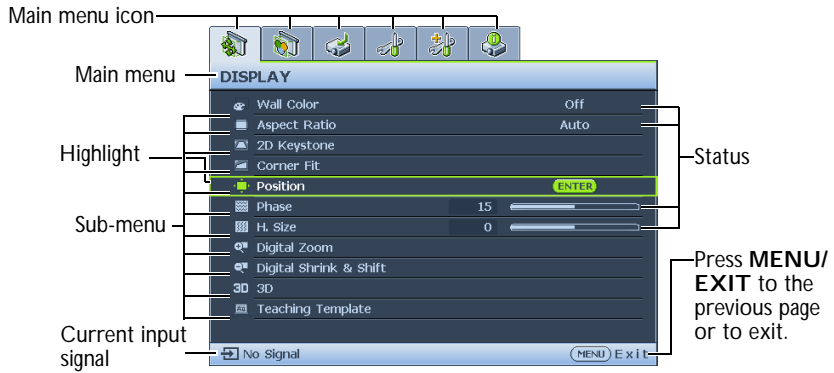 Main menu icon
Main menu
DISPLAY
Wall Color Off
Aspect Ratio Auto
2D Keystone
Highlight
Corner Fit
Status
Position ENTER
Phase 15
Sub-menu
H. Size 0
Digital Zoom
Digital Shrink & Shift
3D 3D
Teaching Template
Press MENU/
EXIT to the
previous page
or to exit.
Current input
signal
No Signal
MENU Exit